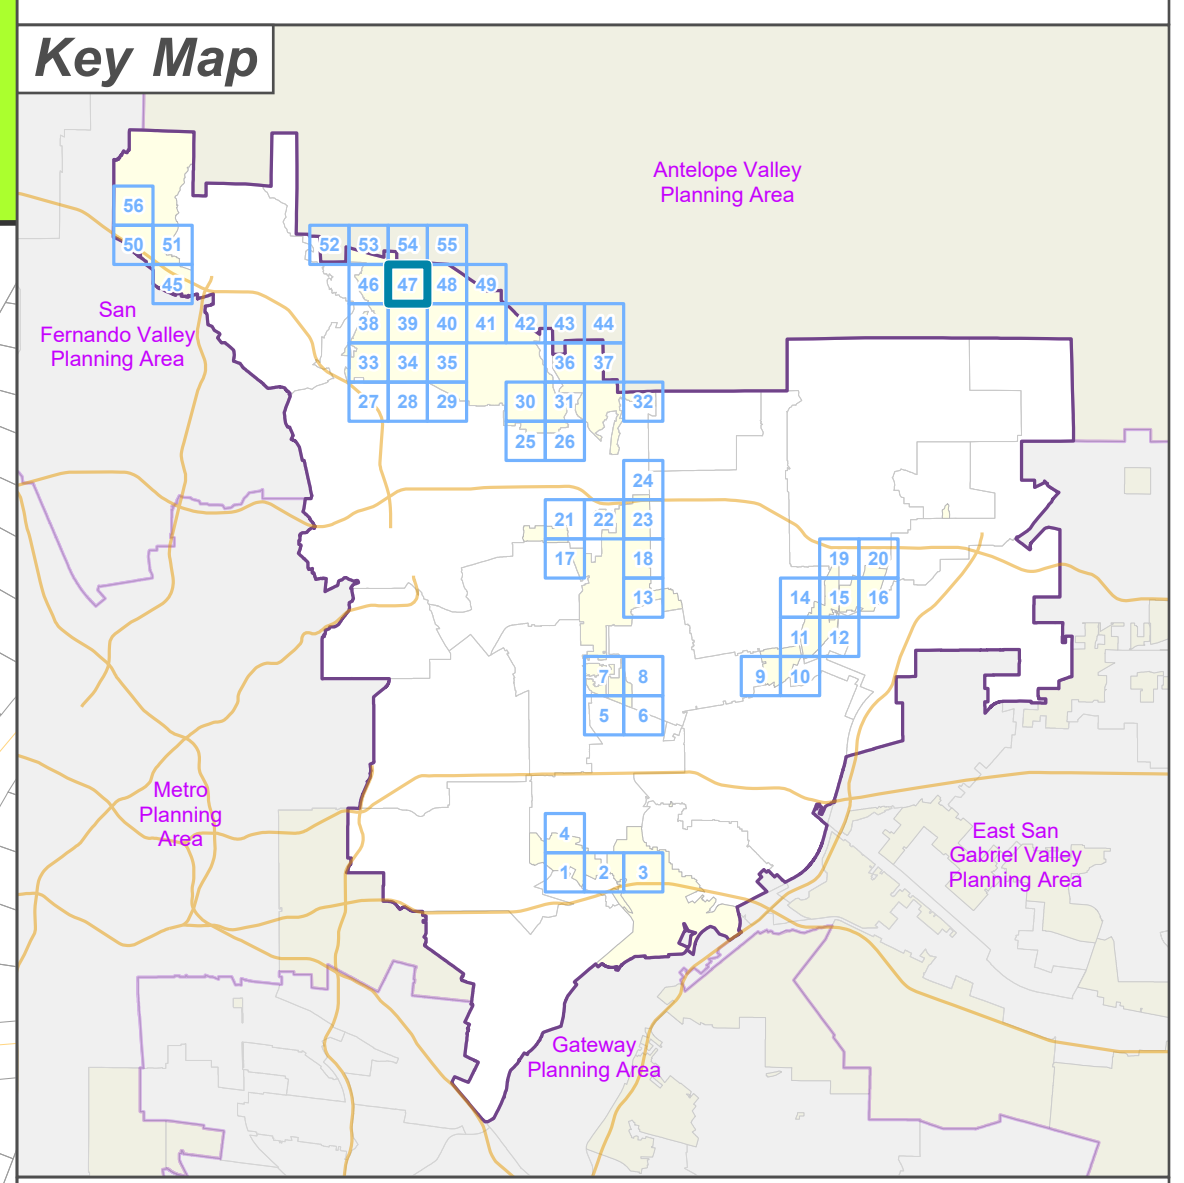 Key Map
Antelope Valley
Planning Area
56
50 51
52 53 54 55
45
46 47 48 49
San
Fernando Valley
Planning Area
38 39 40 41 42 43 44
33 34 35 36 37
27 28 29 30 31 32
25 26
24
21 22 23
17 18 19 20
13 14 15 16
11 12
7 8 9 10
5 6
Metro
Planning
Area
4
East San
Gabriel Valley
Planning Area
1 2 3
Gateway
Planning Area